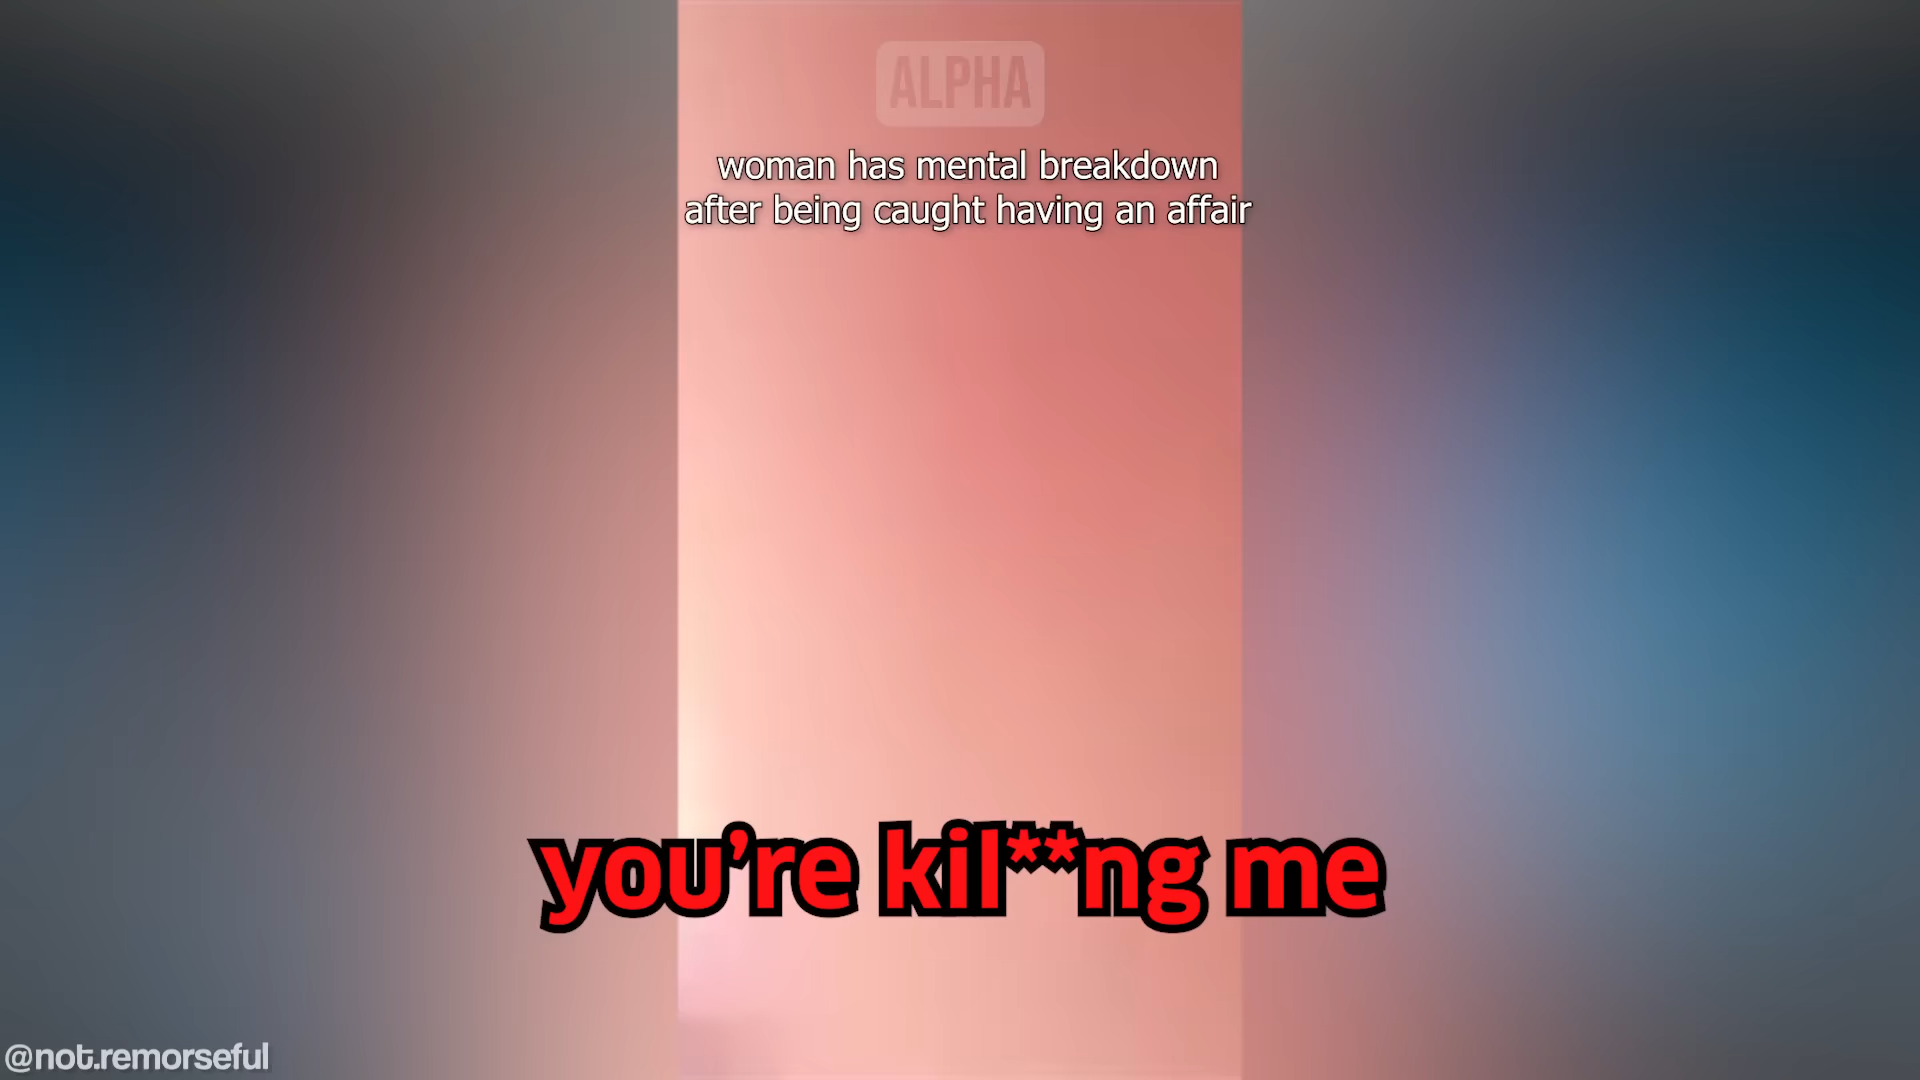 ALPHA
woman has mental breakdown
after being caught having an affair
you're kil**ng me
@not.remorseful